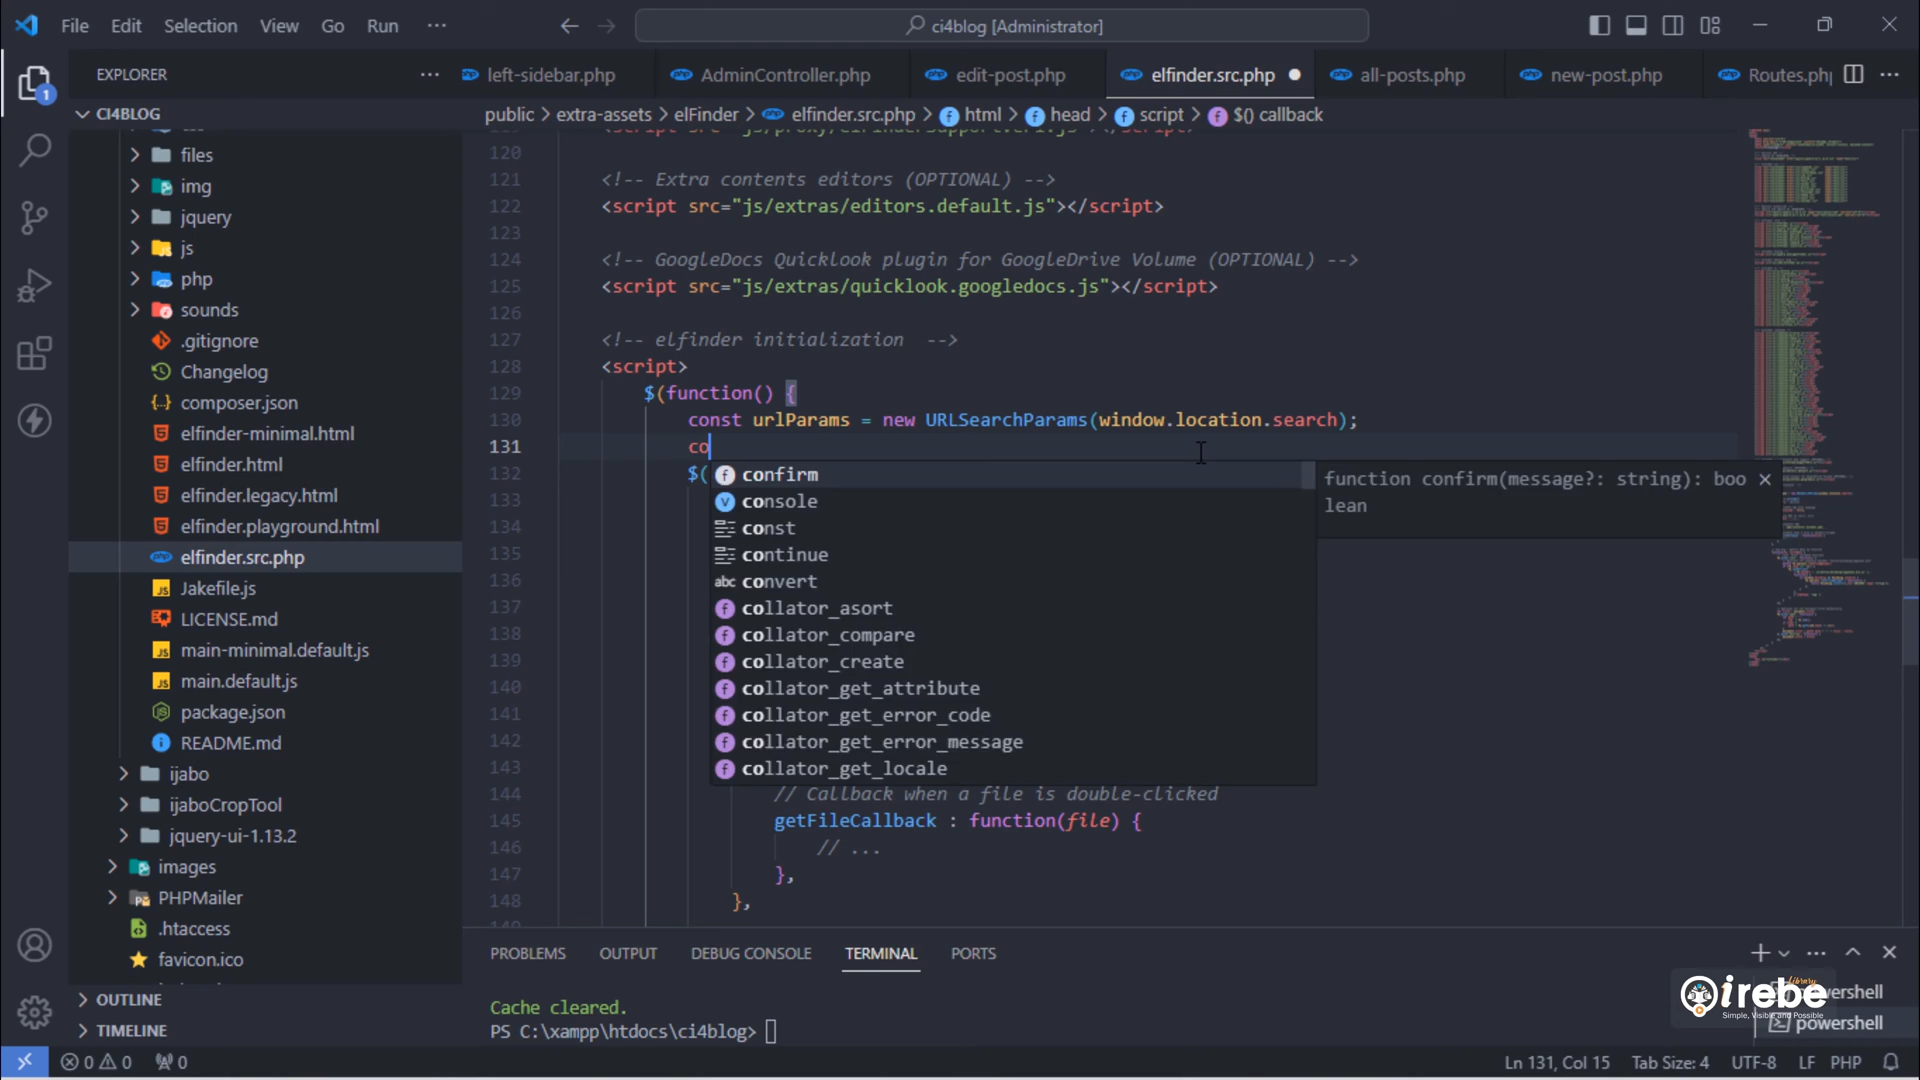 File Edit Selection View Go Run ···
ci4blog [Administrator]
EXPLORER
left-sidebar.php
AdminController.php
edit-post.php
elfinder.src.php
all-posts.php
new-post.php
Routes.php
public > extra-assets > elFinder > elfinder.src.php > html > head > script > $() callback
CI4BLOG
files
img
jquery
js
php
sounds
.gitignore
Changelog
composer.json
elfinder-minimal.html
elfinder.html
elfinder.legacy.html
elfinder.playground.html
elfinder.src.php
Jakefile.js
LICENSE.md
main-minimal.default.js
main.default.js
package.json
README.md
ijabo
ijaboCropTool
jquery-ui-1.13.2
images
PHPMailer
.htaccess
favicon.ico
OUTLINE
TIMELINE
120
121 <!-- Extra contents editors (OPTIONAL) -->
122 <script src="js/extras/editors.default.js"></script>
123
124 <!-- GoogleDocs Quicklook plugin for GoogleDrive Volume (OPTIONAL) -->
125 <script src="js/extras/quicklook.googledocs.js"></script>
126
127 <!-- elfinder initialization  -->
128 <script>
129 $(function() {
130 const urlParams = new URLSearchParams(window.location.search);
131 co
132 $(
133
134
135
136
137
138
139
140
141
142
143
144 // Callback when a file is double-clicked
145 getFileCallback : function(file) {
146 // ...
147 },
148 },
confirm
console
const
continue
convert
collator_asort
collator_compare
collator_create
collator_get_attribute
collator_get_error_code
collator_get_error_message
collator_get_locale
function confirm(message?: string): boo
lean
PROBLEMS OUTPUT DEBUG CONSOLE TERMINAL PORTS
Cache cleared.
PS C:\xampp\htdocs\ci4blog>
powershell
powershell
irebe
Library
Simple, Visible and Possible
0 0 0
Ln 131, Col 15 Tab Size: 4 UTF-8 LF PHP
1